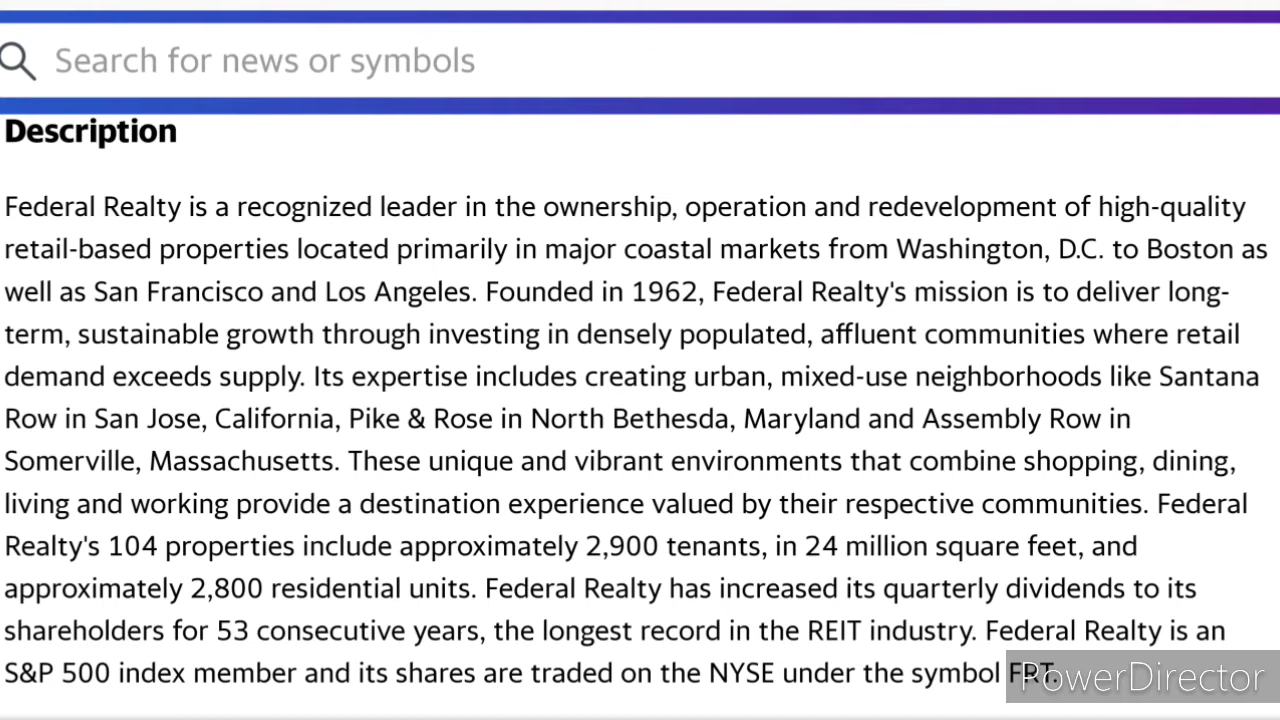 Search for news or symbols
Description
Federal Realty is a recognized leader in the ownership, operation and redevelopment of high-quality
retail-based properties located primarily in major coastal markets from Washington, D.C. to Boston as
well as San Francisco and Los Angeles. Founded in 1962, Federal Realty's mission is to deliver long-
term, sustainable growth through investing in densely populated, affluent communities where retail
demand exceeds supply. Its expertise includes creating urban, mixed-use neighborhoods like Santana
Row in San Jose, California, Pike & Rose in North Bethesda, Maryland and Assembly Row in
Somerville, Massachusetts. These unique and vibrant environments that combine shopping, dining,
living and working provide a destination experience valued by their respective communities. Federal
Realty's 104 properties include approximately 2,900 tenants, in 24 million square feet, and
approximately 2,800 residential units. Federal Realty has increased its quarterly dividends to its
shareholders for 53 consecutive years, the longest record in the REIT industry. Federal Realty is an
S&P 500 index member and its shares are traded on the NYSE under the symbol FRT.
PowerDirector